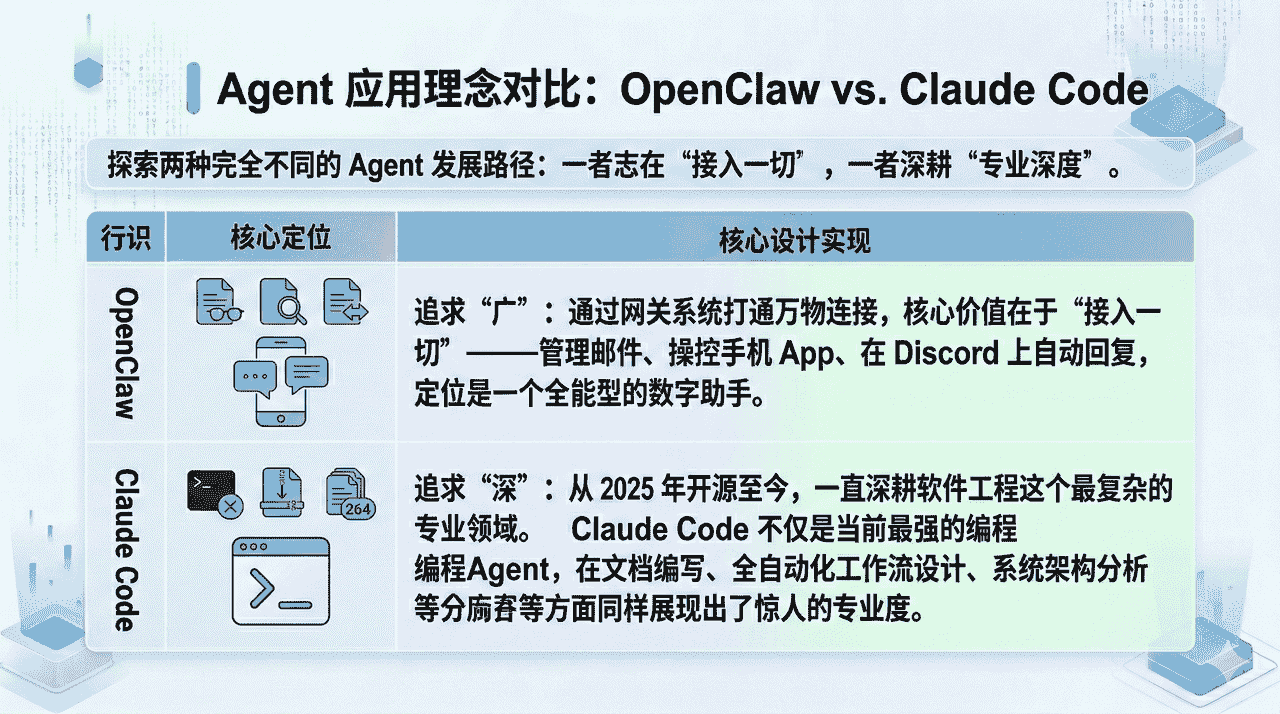 Agent 应用理念对比：OpenClaw vs. Claude Code
探索两种完全不同的 Agent 发展路径：一者志在“接入一切”，一者深耕“专业深度”。
行识
核心定位
核心设计实现
OpenClaw
追求“广”：通过网关系统打通万物连接，核心价值在于“接入一
切”———管理邮件、操控手机 App、在 Discord 上自动回复，
定位是一个全能型的数字助手。
Claude Code
264
追求“深”：从 2025 年开源至今，一直深耕软件工程这个最复杂的
专业领域。 Claude Code 不仅是当前最强的编程
编程Agent，在文档编写、全自动化工作流设计、系统架构分析
等分等方面同样展现出了惊人的专业度。